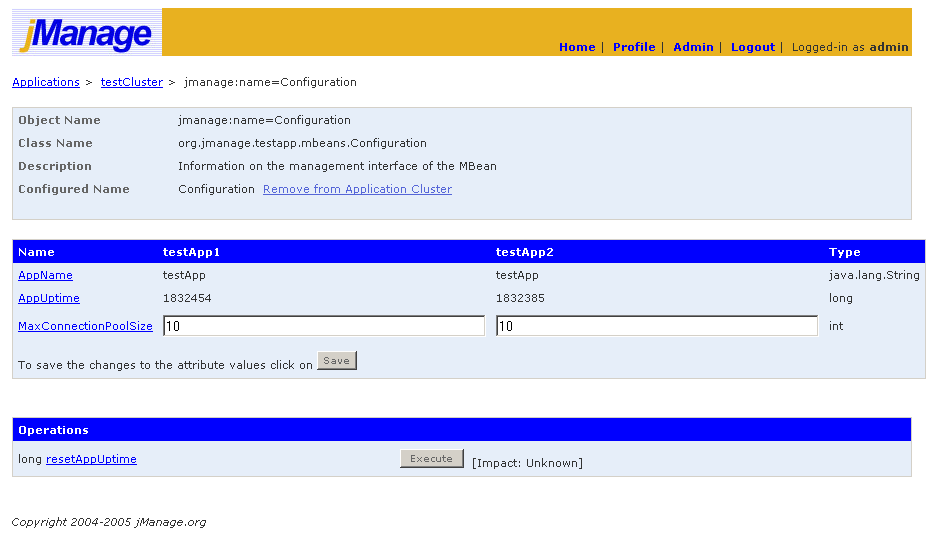 jManage
Home | Profile | Admin | Logout | Logged-in as admin
Applications > testCluster > jmanage:name=Configuration
Object Name jmanage:name=Configuration
Class Name org.jmanage.testapp.mbeans.Configuration
Description Information on the management interface of the MBean
Configured Name Configuration Remove from Application Cluster
Name testApp1 testApp2 Type
AppName testApp testApp java.lang.String
AppUptime 1832454 1832385 long
MaxConnectionPoolSize 10 10 int
To save the changes to the attribute values click on Save
Operations
long resetAppUptime Execute [Impact: Unknown]
Copyright 2004-2005 jManage.org